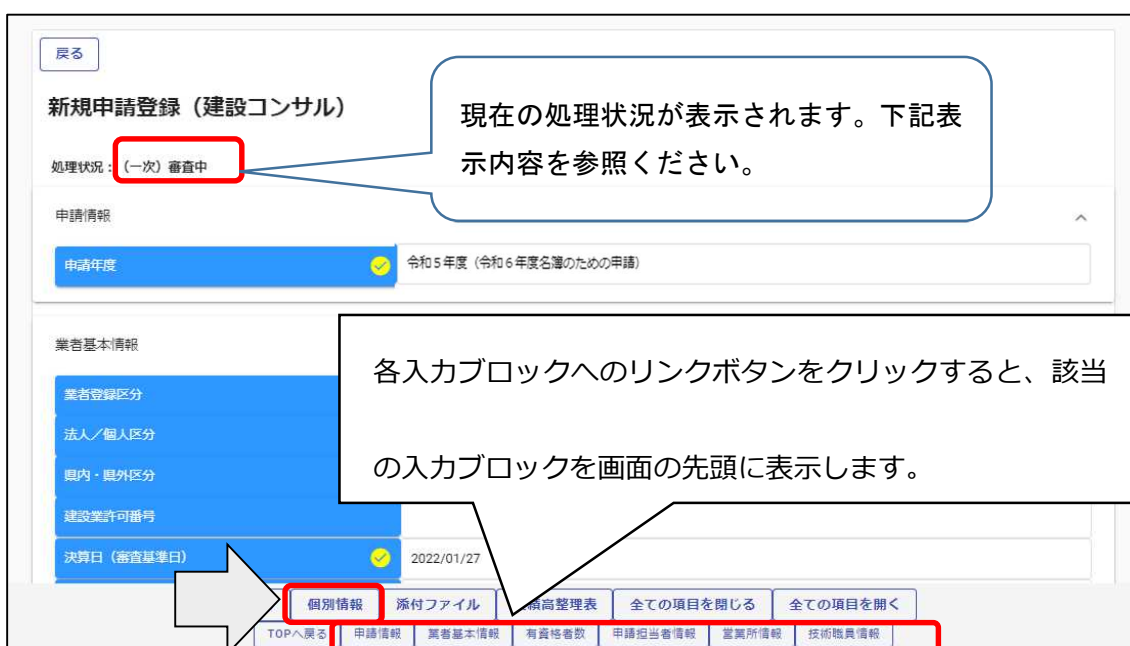 戻る
新規申請登録（建設コンサル）
現在の処理状況が表示されます。下記表
示内容を参照ください。
処理状況：（一次）審査中
申請情報
申請年度
令和５年度（令和６年度名簿のための申請）
業者基本情報
各入力ブロックへのリンクボタンをクリックすると、該当
の入力ブロックを画面の先頭に表示します。
業者登録区分
法人／個人区分
県内・県外区分
建設業許可番号
決算日（審査基準日）
2022/01/27
個別情報
添付ファイル
績高整理表
全ての項目を閉じる
全ての項目を開く
TOPへ戻る
申請情報
業者基本情報
有資格者数
申請担当者情報
営業所情報
技術職員情報